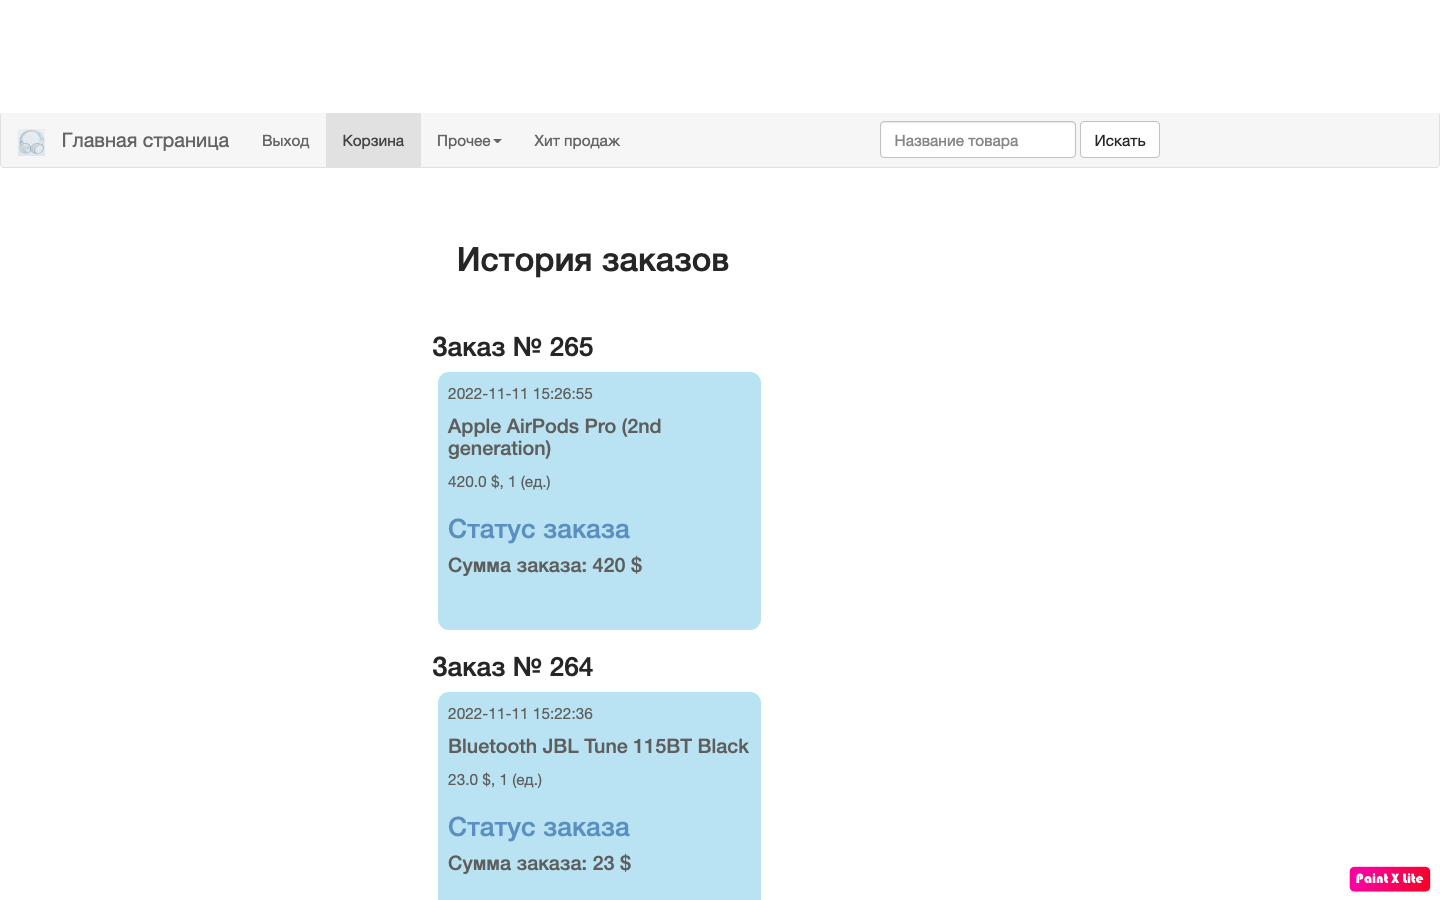 Главная страница Выход Корзина Прочее Хит продаж Название товара Искать
История заказов
Заказ № 265
2022-11-11 15:26:55
Apple AirPods Pro (2nd
generation)
420.0 $, 1 (ед.)
Статус заказа
Сумма заказа: 420 $
Заказ № 264
2022-11-11 15:22:36
Bluetooth JBL Tune 115BT Black
23.0 $, 1 (ед.)
Статус заказа
Сумма заказа: 23 $
Paint X Lite